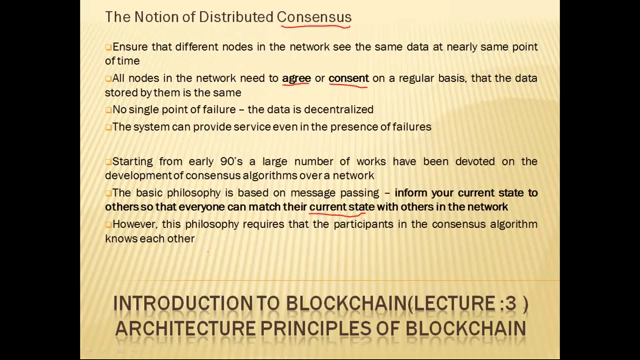 The Notion of Distributed Consensus
Ensure that different nodes in the network see the same data at nearly same point
of time
All nodes in the network need to agree or consent on a regular basis, that the data
stored by them is the same
No single point of failure – the data is decentralized
The system can provide service even in the presence of failures
Starting from early 90's a large number of works have been devoted on the
development of consensus algorithms over a network
The basic philosophy is based on message passing – inform your current state to
others so that everyone can match their current state with others in the network
However, this philosophy requires that the participants in the consensus algorithm
knows each other
INTRODUCTION TO BLOCKCHAIN(LECTURE :3 )
ARCHITECTURE PRINCIPLES OF BLOCKCHAIN